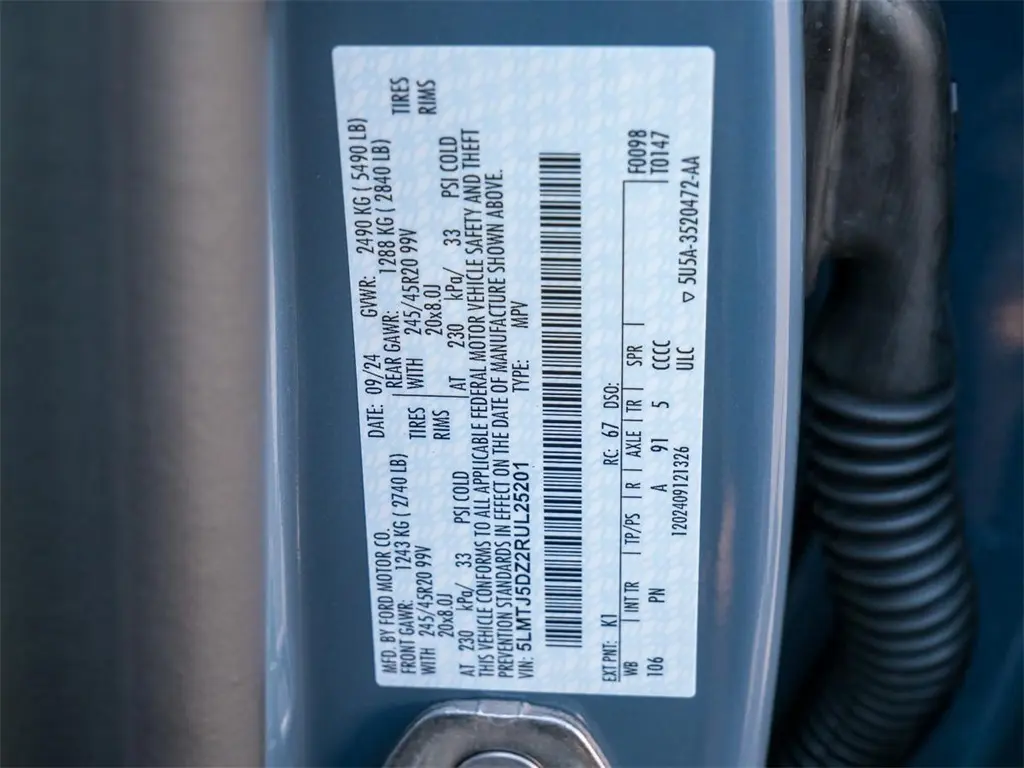 MFD. BY FORD MOTOR CO.
DATE: 09/24 GVWR: 2490 KG ( 5490 LB)
FRONT GAWR: 1243 KG ( 2740 LB) REAR GAWR: 1288 KG ( 2840 LB)
WITH 245/45R20 99V TIRES WITH 245/45R20 99V TIRES
20x8.0J RIMS 20x8.0J RIMS
AT 230 kPa/ 33 PSI COLD AT 230 kPa/ 33 PSI COLD
THIS VEHICLE CONFORMS TO ALL APPLICABLE FEDERAL MOTOR VEHICLE SAFETY AND THEFT
PREVENTION STANDARDS IN EFFECT ON THE DATE OF MANUFACTURE SHOWN ABOVE.
VIN: 5LMTJ5DZ2RUL25201 TYPE: MPV
EXT PNT: K1 RC: 67 DSO: F0098
WB | INT TR | TP/PS | R | AXLE | TR | SPR | T0147
106 PN A 91 5 CCCC
1202409121326 ULC ▽ 5U5A-3520472-AA